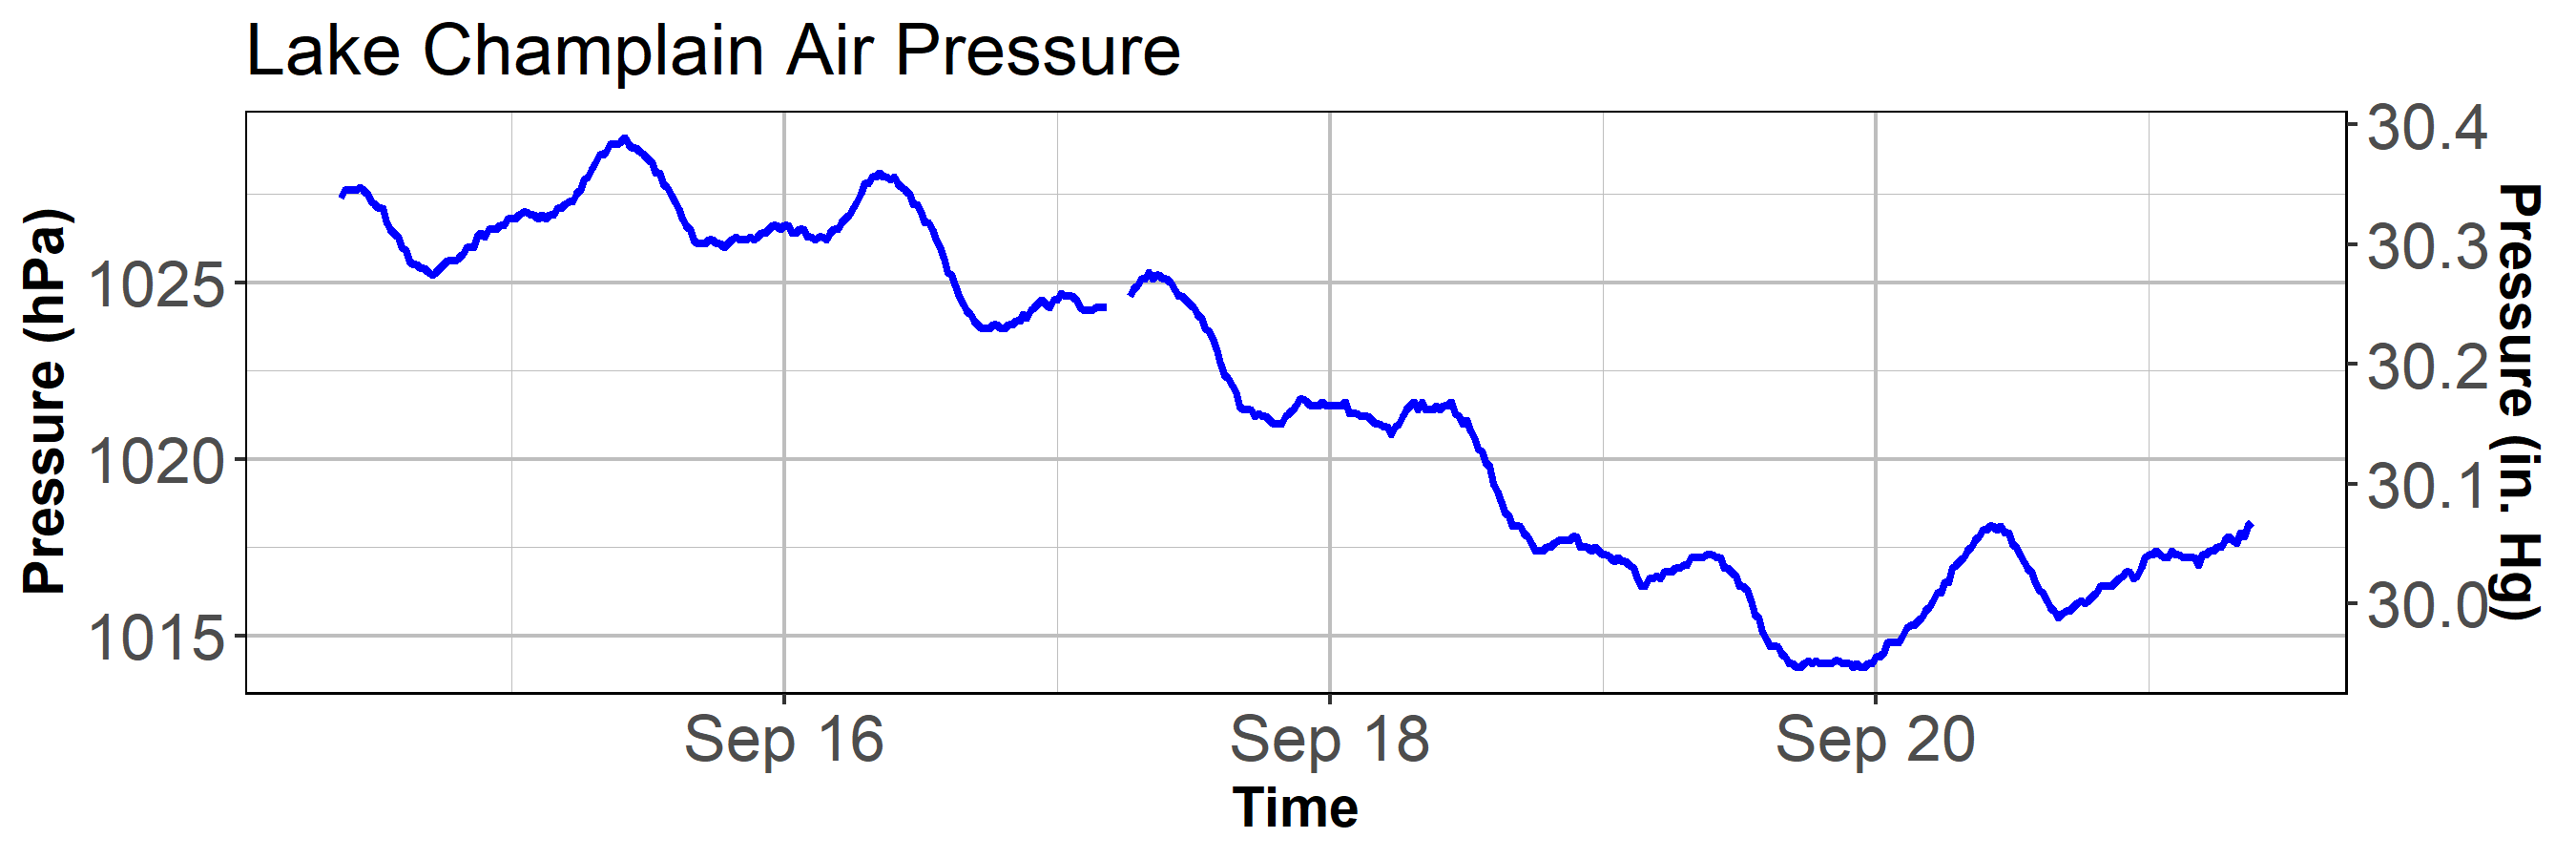 Lake Champlain Air Pressure
Pressure (hPa)
1025
1020
1015
30.4
30.3
30.2
30.1
30.0
Pressure (in. Hg)
Sep 16
Sep 18
Sep 20
Time